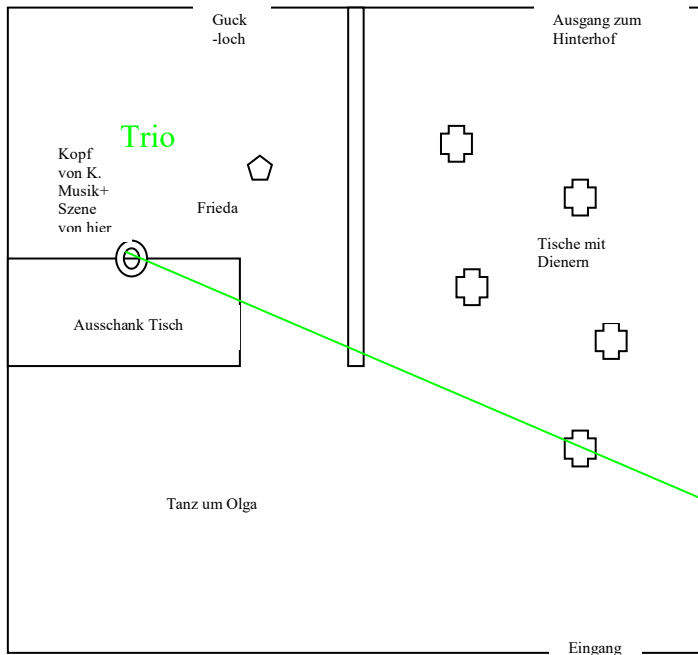 Guck
-loch
Ausgang zum
Hinterhof
Trio
Kopf
von K.
Musik+
Szene
von hier
Frieda
Tische mit
Dienern
Ausschank Tisch
Tanz um Olga
Eingang